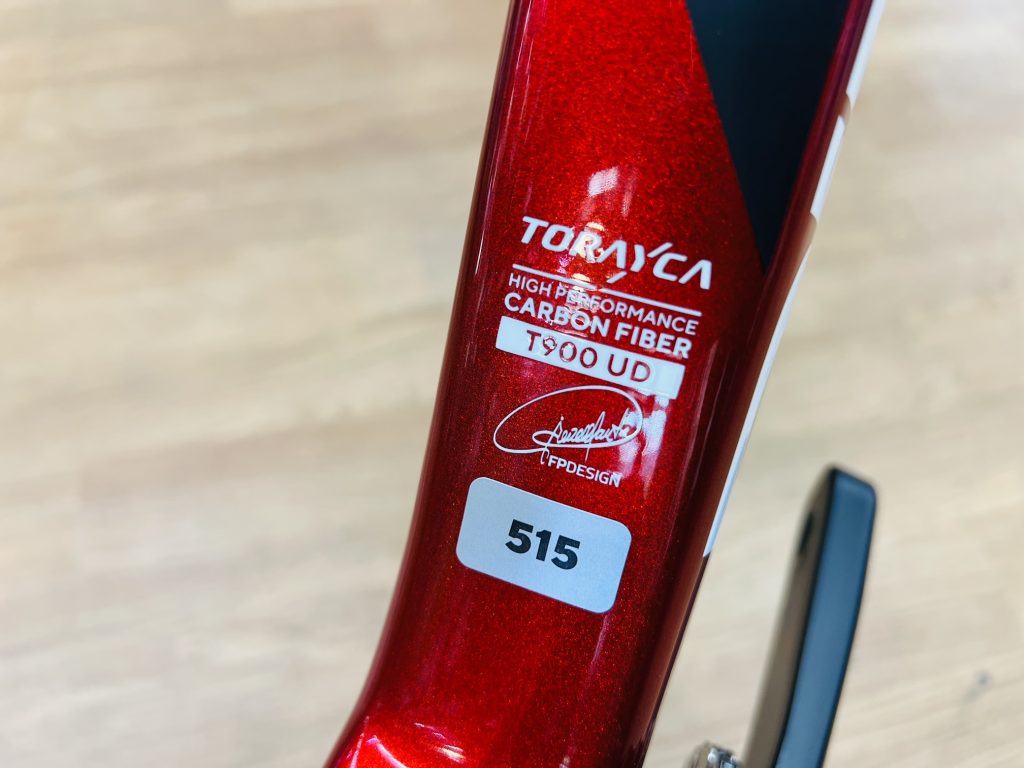 TORAYCA
HIGH PERFORMANCE
CARBON FIBER
T900 UD
FPDESIGN
515